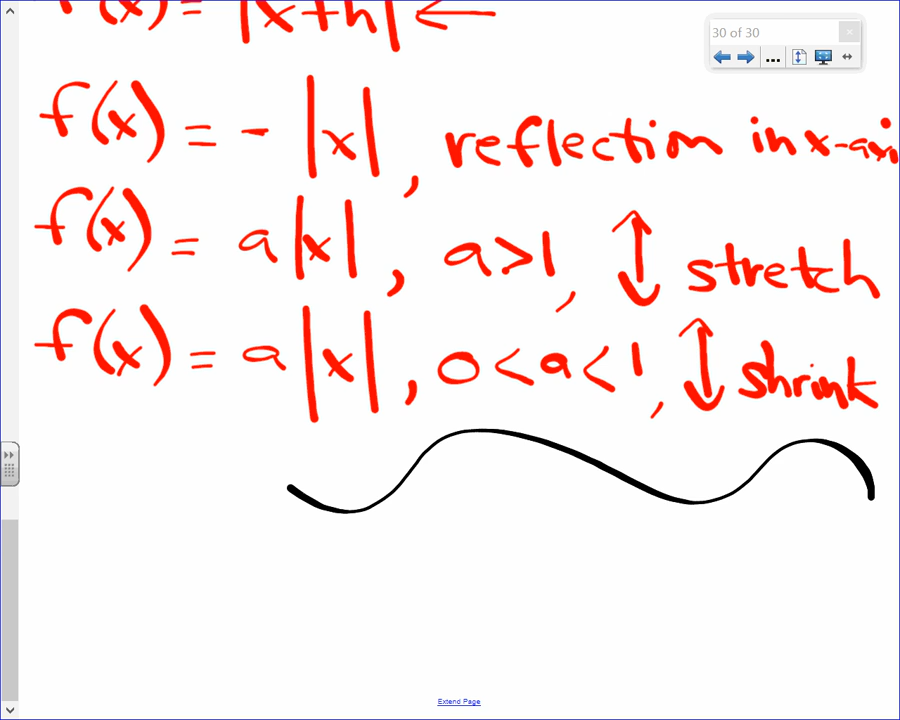 f(x) = |x+h| ←
30 of 30
f(x) = - |x| , reflection in x-axi
f(x) = a|x| , a>1 , ↕ stretch
f(x) = a|x| , 0<a<1 , ↕ shrink
Extend Page